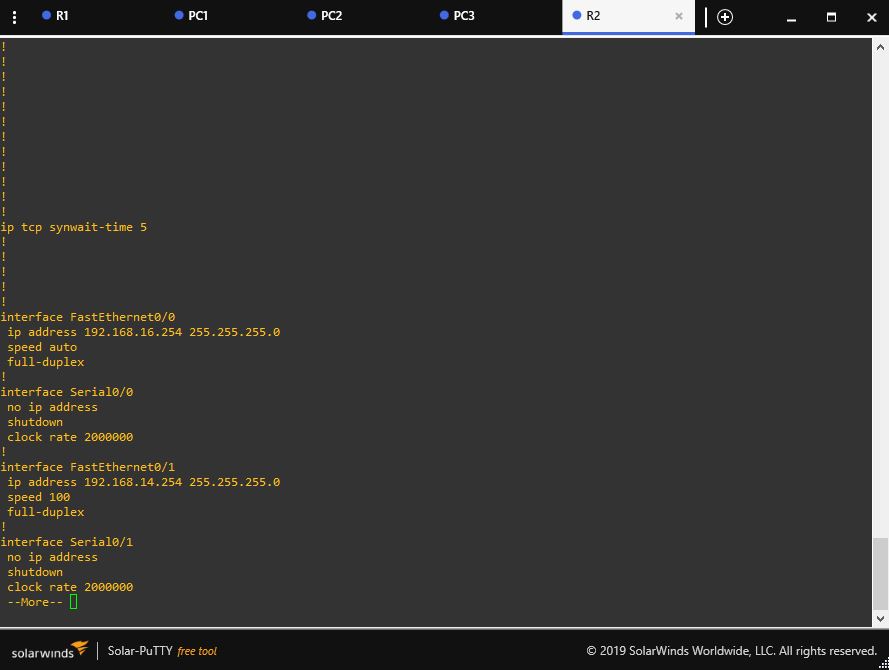 R1 PC1 PC2 PC3 R2
!
!
!
!
!
!
!
!
!
!
!
!
ip tcp synwait-time 5
!
!
!
!
!
interface FastEthernet0/0
 ip address 192.168.16.254 255.255.255.0
 speed auto
 full-duplex
!
interface Serial0/0
 no ip address
 shutdown
 clock rate 2000000
!
interface FastEthernet0/1
 ip address 192.168.14.254 255.255.255.0
 speed 100
 full-duplex
!
interface Serial0/1
 no ip address
 shutdown
 clock rate 2000000
 --More--
solarwinds Solar-PuTTY free tool © 2019 SolarWinds Worldwide, LLC. All rights reserved.